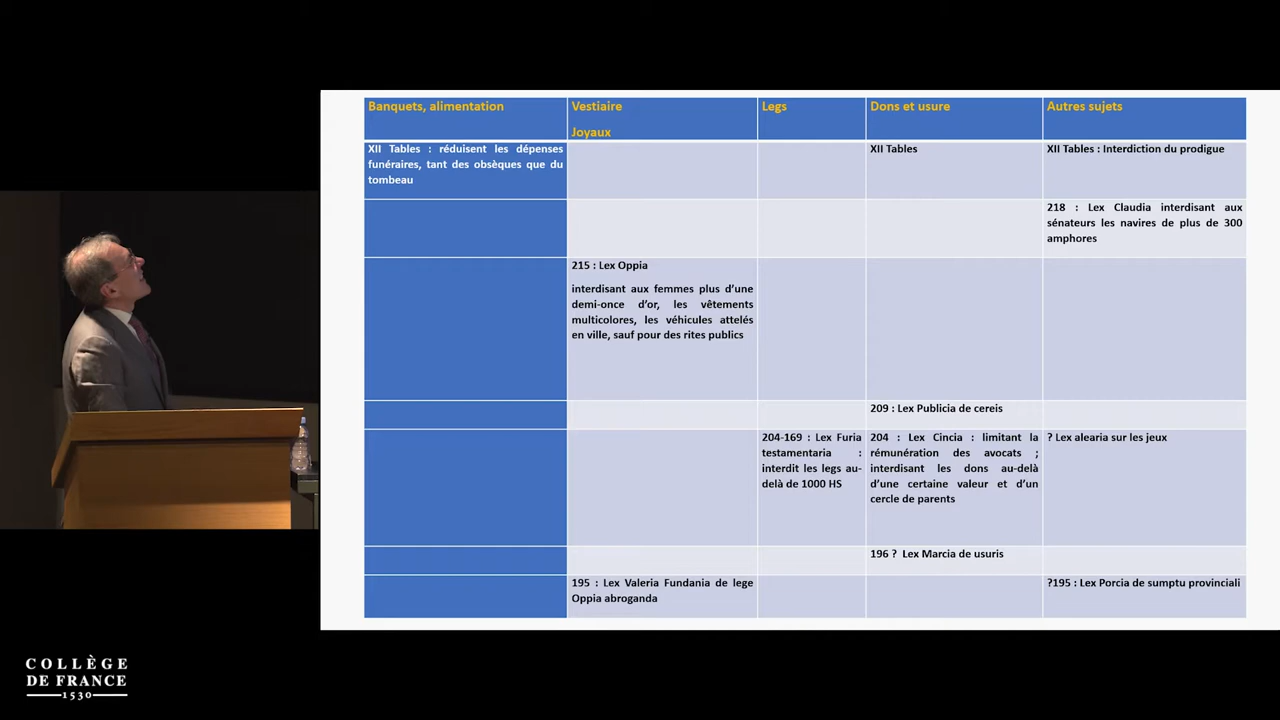 Banquets, alimentation
Vestiaire
Joyaux
Legs
Dons et usure
Autres sujets
XII Tables : réduisent les dépenses
funéraires, tant des obsèques que du
tombeau
XII Tables
XII Tables : Interdiction du prodigue
218 : Lex Claudia interdisant aux
sénateurs les navires de plus de 300
amphores
215 : Lex Oppia
interdisant aux femmes plus d’une
demi-once d’or, les vêtements
multicolores, les véhicules attelés
en ville, sauf pour des rites publics
209 : Lex Publicia de cereis
204-169 : Lex Furia
testamentaria :
interdit les legs au-
delà de 1000 HS
204 : Lex Cincia : limitant la
rémunération des avocats ;
interdisant les dons au-delà
d’une certaine valeur et d’un
cercle de parents
? Lex alearia sur les jeux
196 ? Lex Marcia de usuris
195 : Lex Valeria Fundania de lege
Oppia abroganda
?195 : Lex Porcia de sumptu provinciali
COLLÈGE
DE FRANCE
1530